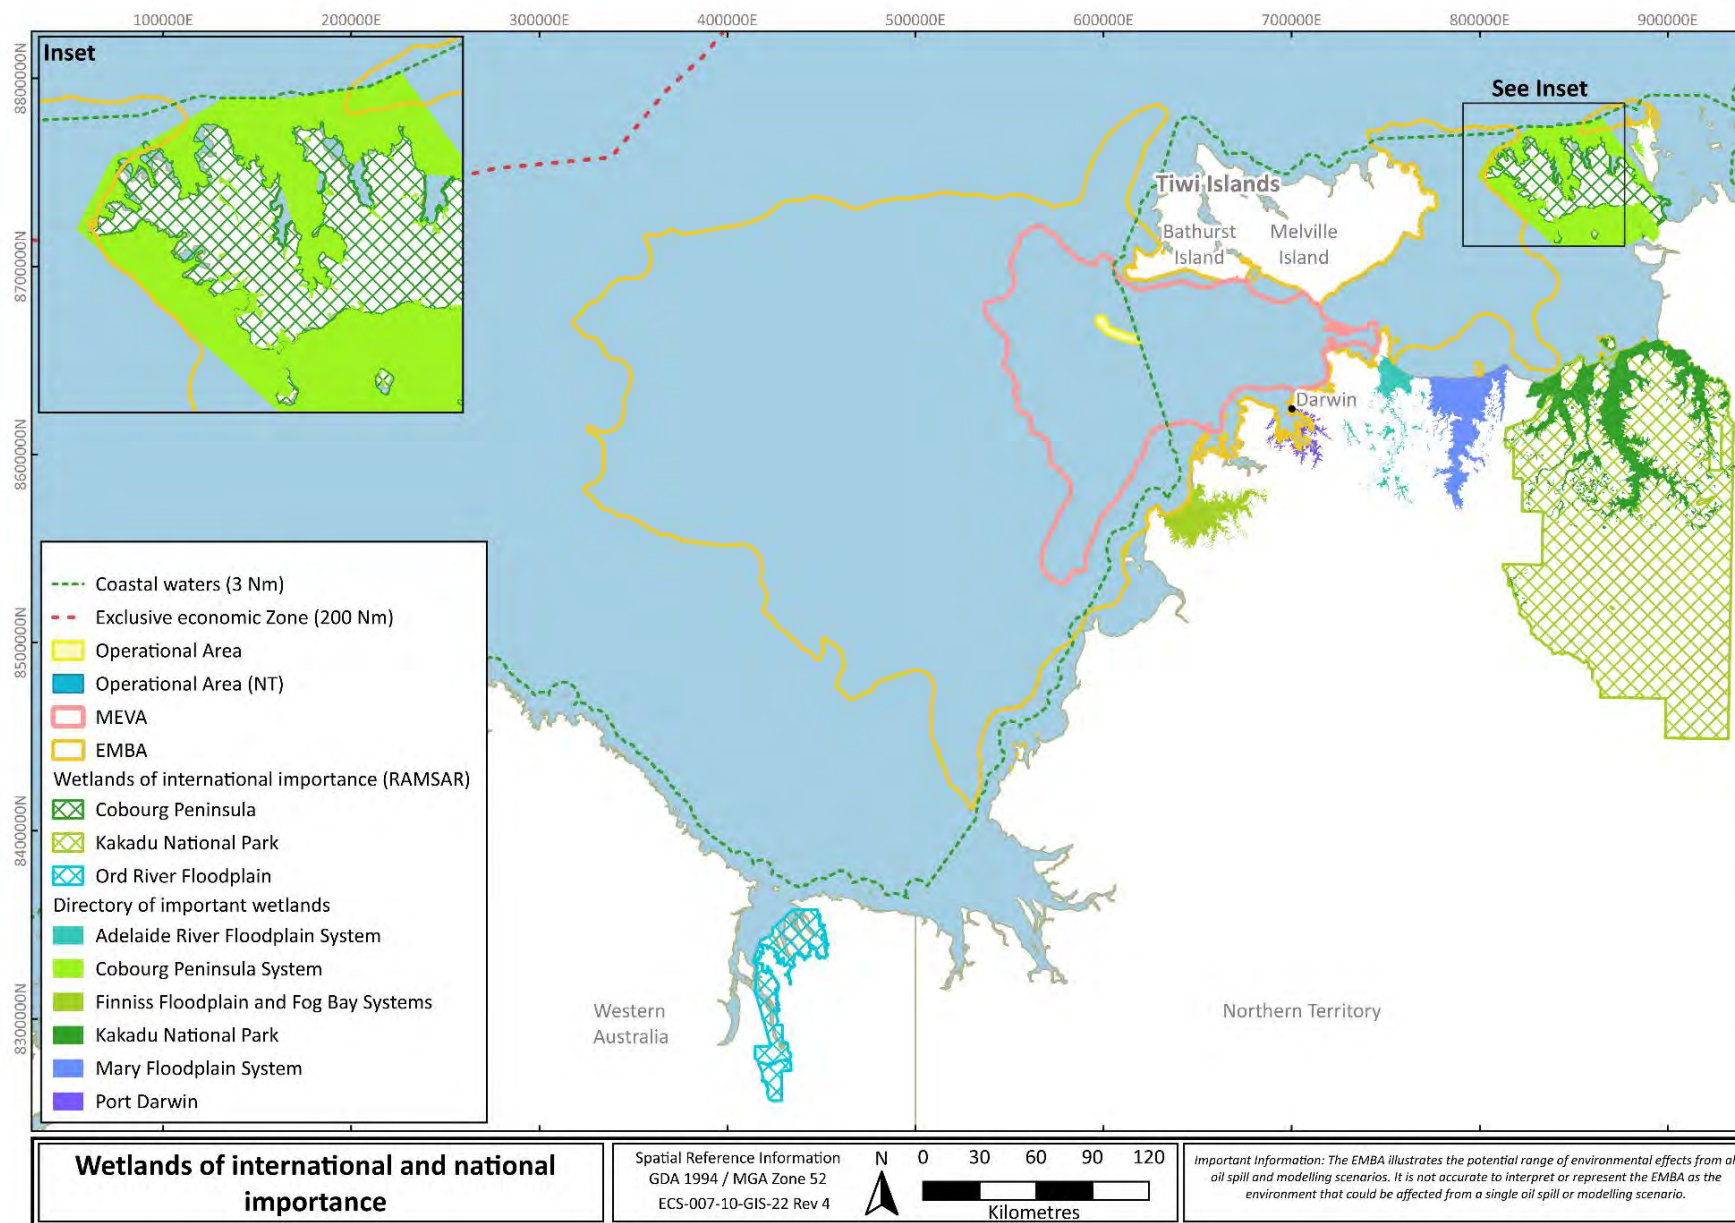 100000E 200000E 300000E 400000E 500000E 600000E 700000E 800000E 900000E
8800000N
8700000N
8600000N
8500000N
8400000N
8300000N
Inset
See Inset
Tiwi Islands
Bathurst
Island
Melville
Island
Darwin
Western
Australia
Northern Territory
Coastal waters (3 Nm)
Exclusive economic Zone (200 Nm)
Operational Area
Operational Area (NT)
MEVA
EMBA
Wetlands of international importance (RAMSAR)
Cobourg Peninsula
Kakadu National Park
Ord River Floodplain
Directory of important wetlands
Adelaide River Floodplain System
Cobourg Peninsula System
Finniss Floodplain and Fog Bay Systems
Kakadu National Park
Mary Floodplain System
Port Darwin
Wetlands of international and national
importance
Spatial Reference Information
GDA 1994 / MGA Zone 52
ECS-007-10-GIS-22 Rev 4
N
0 30 60 90 120
Kilometres
Important Information: The EMBA illustrates the potential range of environmental effects from al
oil spill and modelling scenarios. It is not accurate to interpret or represent the EMBA as the
environment that could be affected from a single oil spill or modelling scenario.